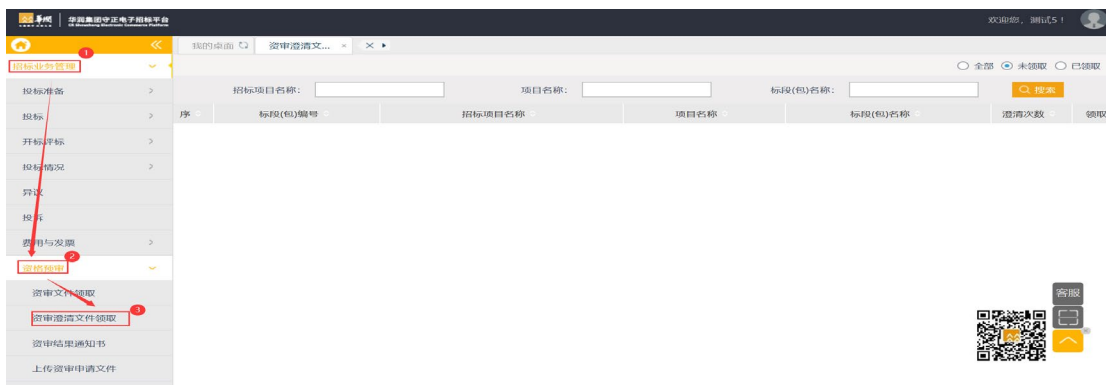 华润集团守正电子招标平台
欢迎您，测试5！
我的桌面 资审澄清文... × ×
1
招标业务管理
全部 未领取 已领取
投标准备
招标项目名称： 项目名称： 标段(包)名称： 搜索
投标
序 标段(包)编号 招标项目名称 项目名称 标段(包)名称 澄清次数 领取
开标评标
投标情况
异议
投诉
费用与发票
2
资格预审
资审文件领取
客服
3
资审澄清文件领取
资审结果通知书
上传资审申请文件